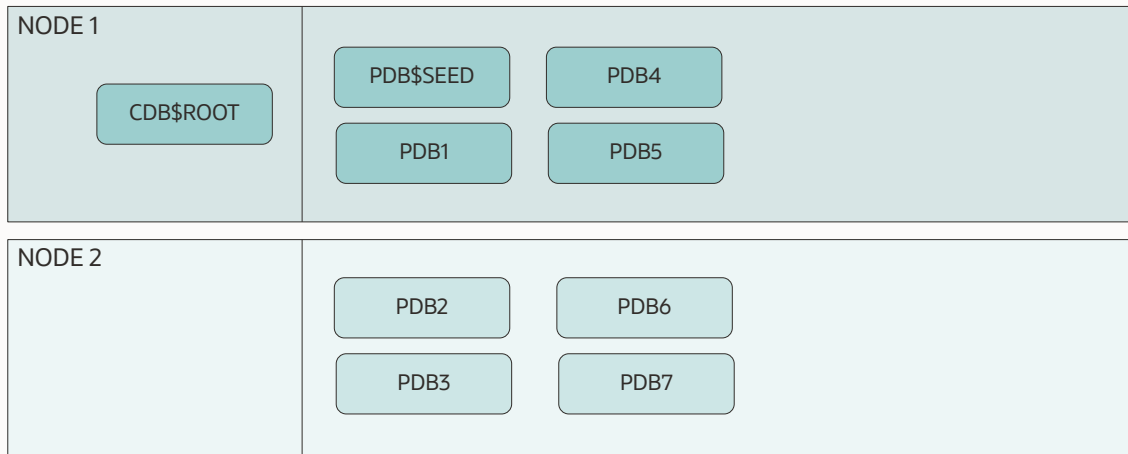 NODE 1
CDB$ROOT
PDB$SEED
PDB4
PDB1
PDB5
NODE 2
PDB2
PDB6
PDB3
PDB7